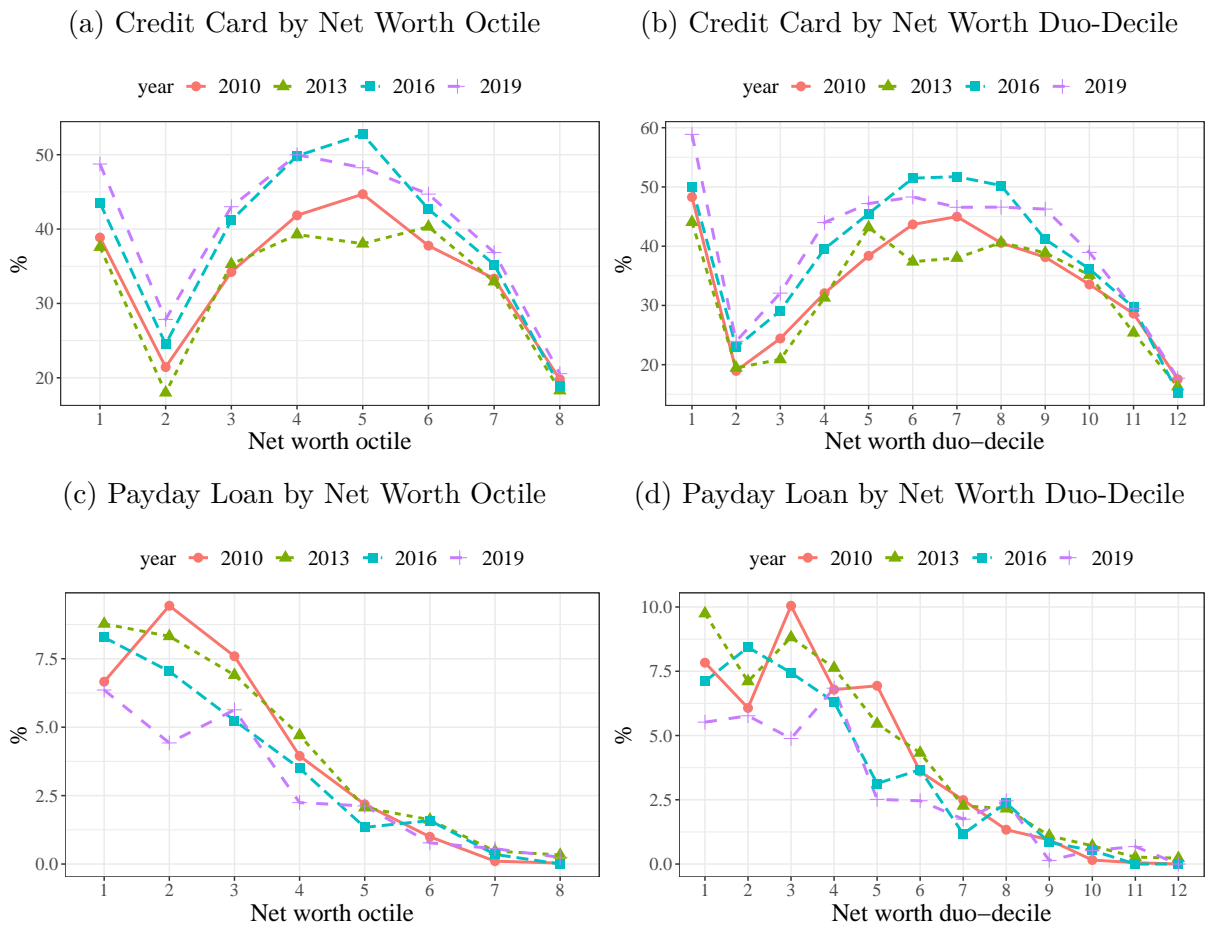 (a) Credit Card by Net Worth Octile
year 2010 2013 2016 2019
50
40
30
20
%
1 2 3 4 5 6 7 8
Net worth octile
(b) Credit Card by Net Worth Duo-Decile
year 2010 2013 2016 2019
60
50
40
30
20
%
1 2 3 4 5 6 7 8 9 10 11 12
Net worth duo−decile
(c) Payday Loan by Net Worth Octile
year 2010 2013 2016 2019
7.5
5.0
2.5
0.0
%
1 2 3 4 5 6 7 8
Net worth octile
(d) Payday Loan by Net Worth Duo-Decile
year 2010 2013 2016 2019
10.0
7.5
5.0
2.5
0.0
%
1 2 3 4 5 6 7 8 9 10 11 12
Net worth duo−decile